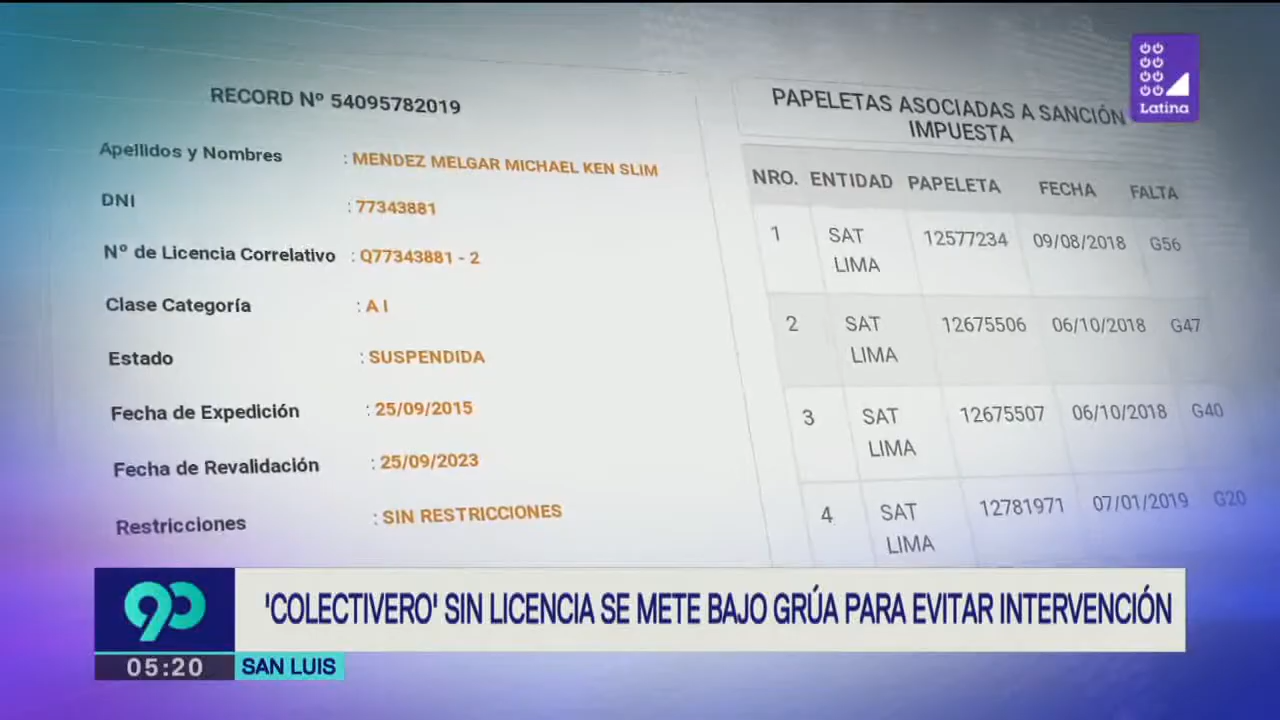 RECORD Nº 54095782019
Apellidos y Nombres : MENDEZ MELGAR MICHAEL KEN SLIM
DNI : 77343881
Nº de Licencia Correlativo : Q77343881 - 2
Clase Categoría : A I
Estado : SUSPENDIDA
Fecha de Expedición : 25/09/2015
Fecha de Revalidación : 25/09/2023
Restricciones : SIN RESTRICCIONES
PAPELETAS ASOCIADAS A SANCIÓN
IMPUESTA
NRO. ENTIDAD PAPELETA FECHA FALTA
1 SAT 12577234 09/08/2018 G56
LIMA
2 SAT 12675506 06/10/2018 G47
LIMA
3 SAT 12675507 06/10/2018 G40
LIMA
4 SAT 12781971 07/01/2019 G20
LIMA
Latina
90
'COLECTIVERO' SIN LICENCIA SE METE BAJO GRÚA PARA EVITAR INTERVENCIÓN
05:20 SAN LUIS